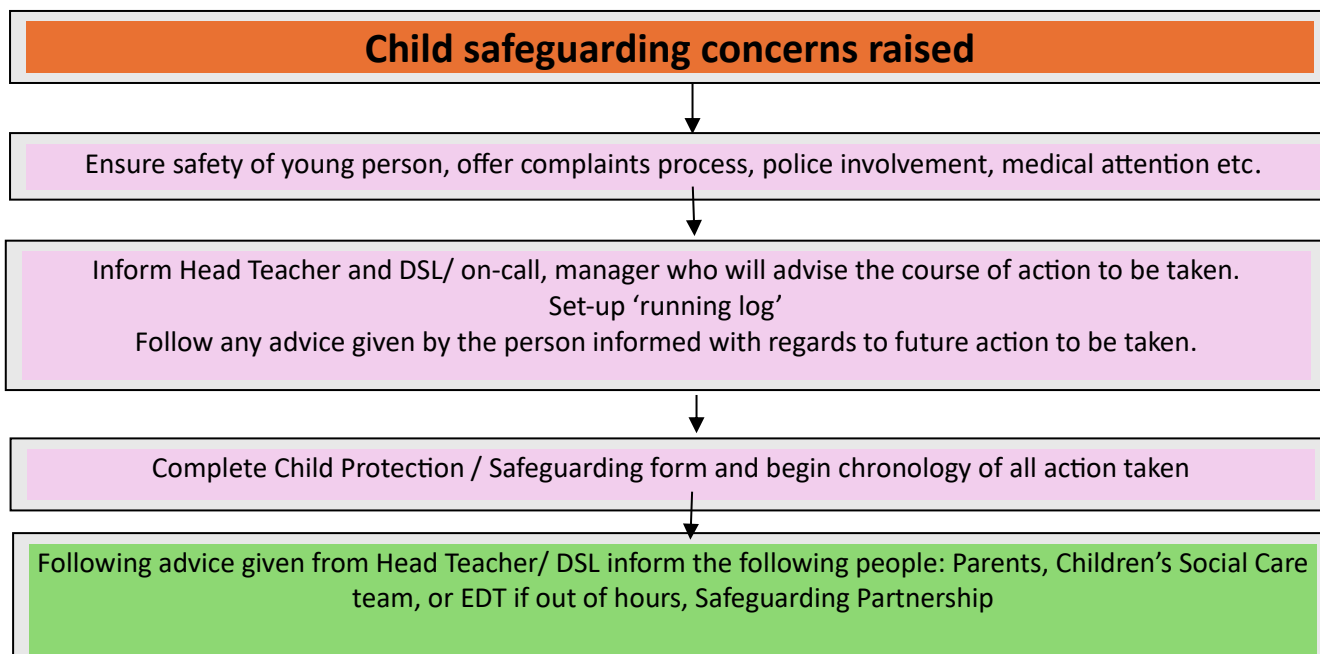 Child safeguarding concerns raised
Ensure safety of young person, offer complaints process, police involvement, medical attention etc.
Inform Head Teacher and DSL/ on-call, manager who will advise the course of action to be taken.
Set-up ‘running log’
Follow any advice given by the person informed with regards to future action to be taken.
Complete Child Protection / Safeguarding form and begin chronology of all action taken
Following advice given from Head Teacher/ DSL inform the following people: Parents, Children’s Social Care
team, or EDT if out of hours, Safeguarding Partnership